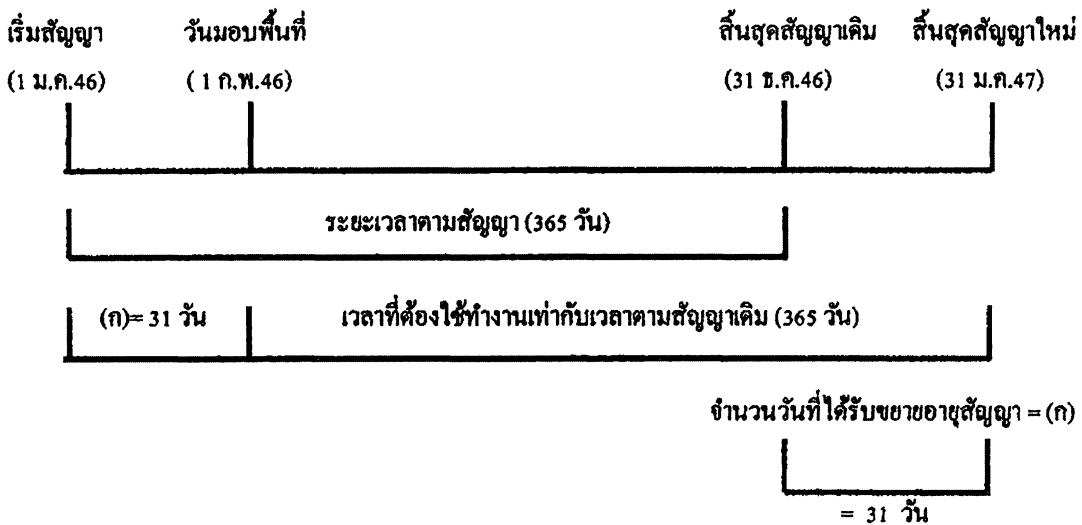 เริ่มสัญญา วันมอบพื้นที่ สิ้นสุดสัญญาเดิม สิ้นสุดสัญญาใหม่
(1 ม.ค.46) ( 1 ก.พ.46) (31 ธ.ค.46) (31 ม.ค.47)
ระยะเวลาตามสัญญา (365 วัน)
(ก)= 31 วัน เวลาที่ต้องใช้ทำงานเท่ากับเวลาตามสัญญาเดิม (365 วัน)
จำนวนวันที่ได้รับขยายอายุสัญญา = (ก)
= 31 วัน